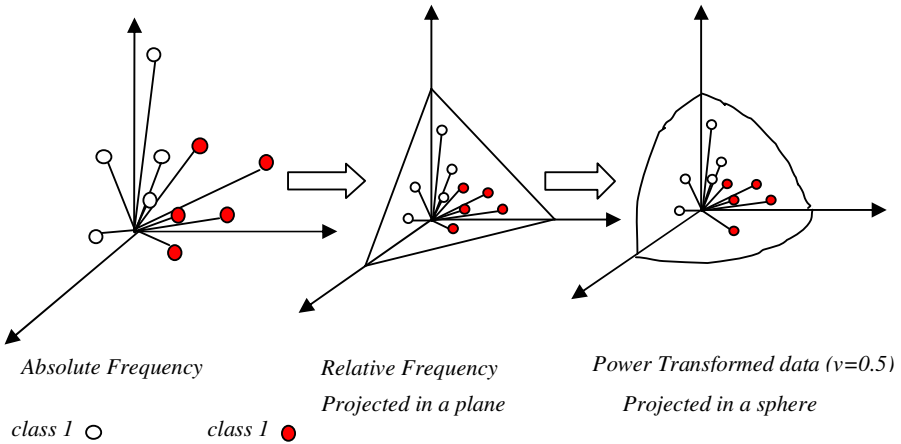 Absolute Frequency
Relative Frequency
Projected in a plane
Power Transformed data (v=0.5)
Projected in a sphere
class 1
class 1